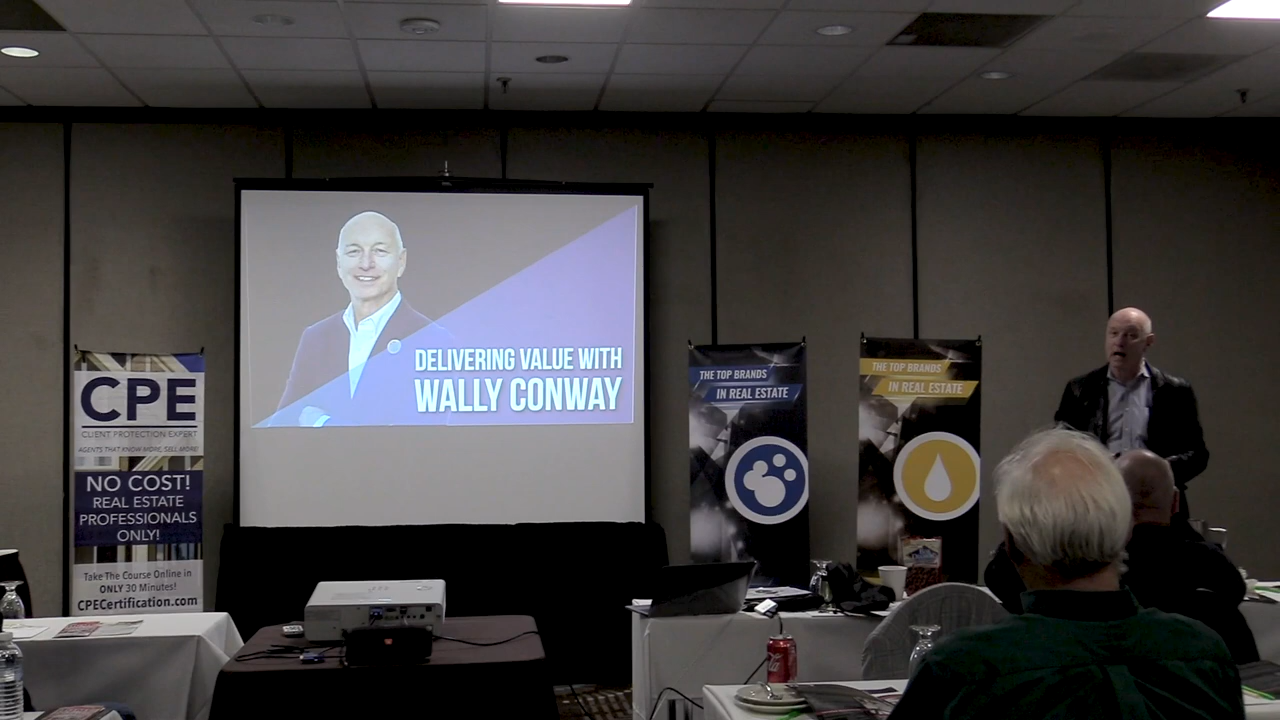 CPE
CLIENT PROTECTION EXPERT
AGENTS THAT KNOW MORE, SELL MORE!
NO COST!
REAL ESTATE
PROFESSIONALS
ONLY!
Take The Course Online in
ONLY 30 Minutes!
CPECertification.com
DELIVERING VALUE WITH
WALLY CONWAY
THE TOP BRANDS
IN REAL ESTATE
THE TOP BRANDS
IN REAL ESTATE